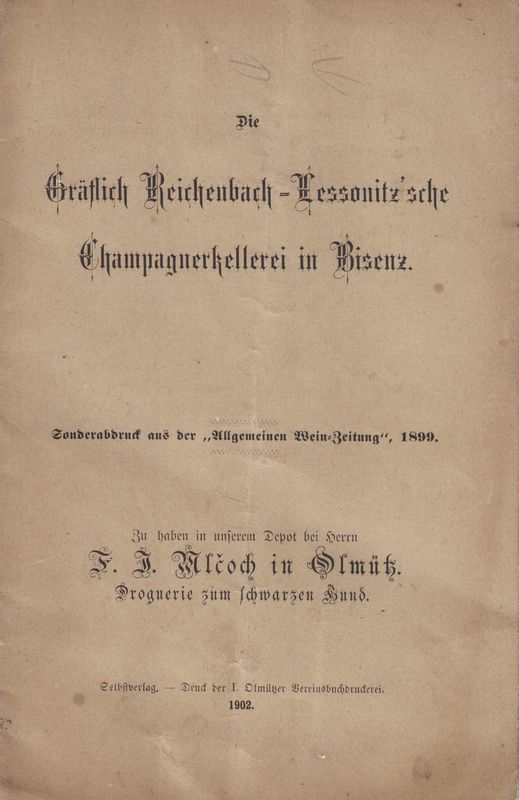 Die
Gräflich Reichenbach-Lessonitz'sche
Champagnerkellerei in Bisenz.
Sonderabdruck aus der „Allgemeinen Wein-Zeitung“, 1899.
Zu haben in unserem Depot bei Herrn
F. J. Mlčoch in Olmütz.
Droguerie zum schwarzen Hund.
Selbstverlag. — Druck der I. Olmützer Vereinsbuchdruckerei.
1902.